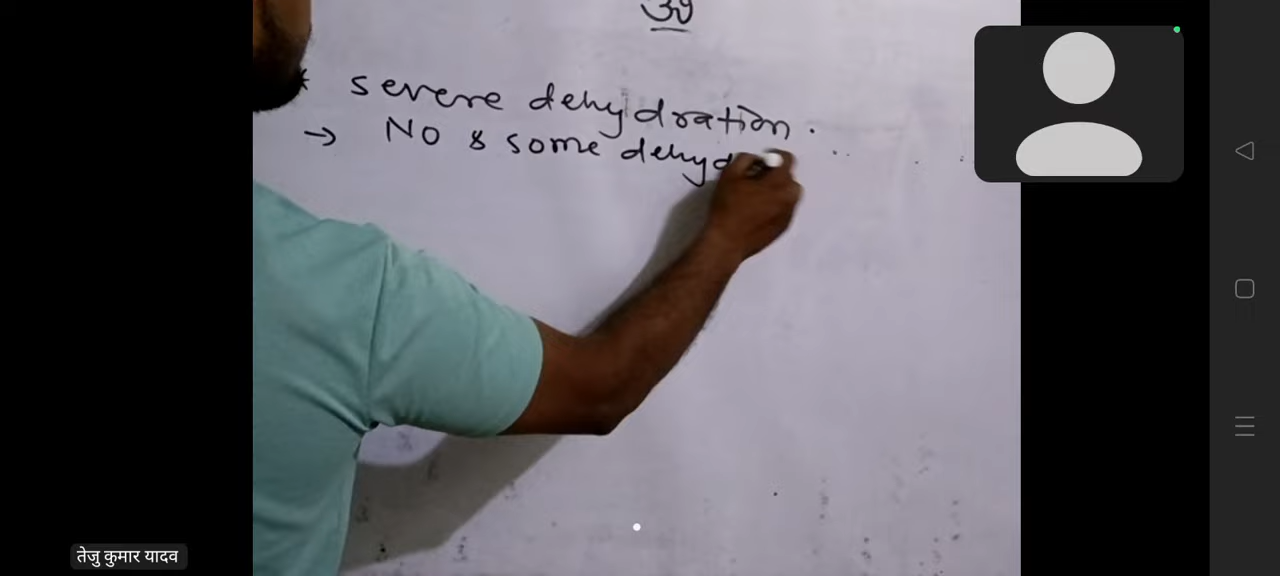 * severe dehydration.
→ No & some dehyd
तेजु कुमार यादव